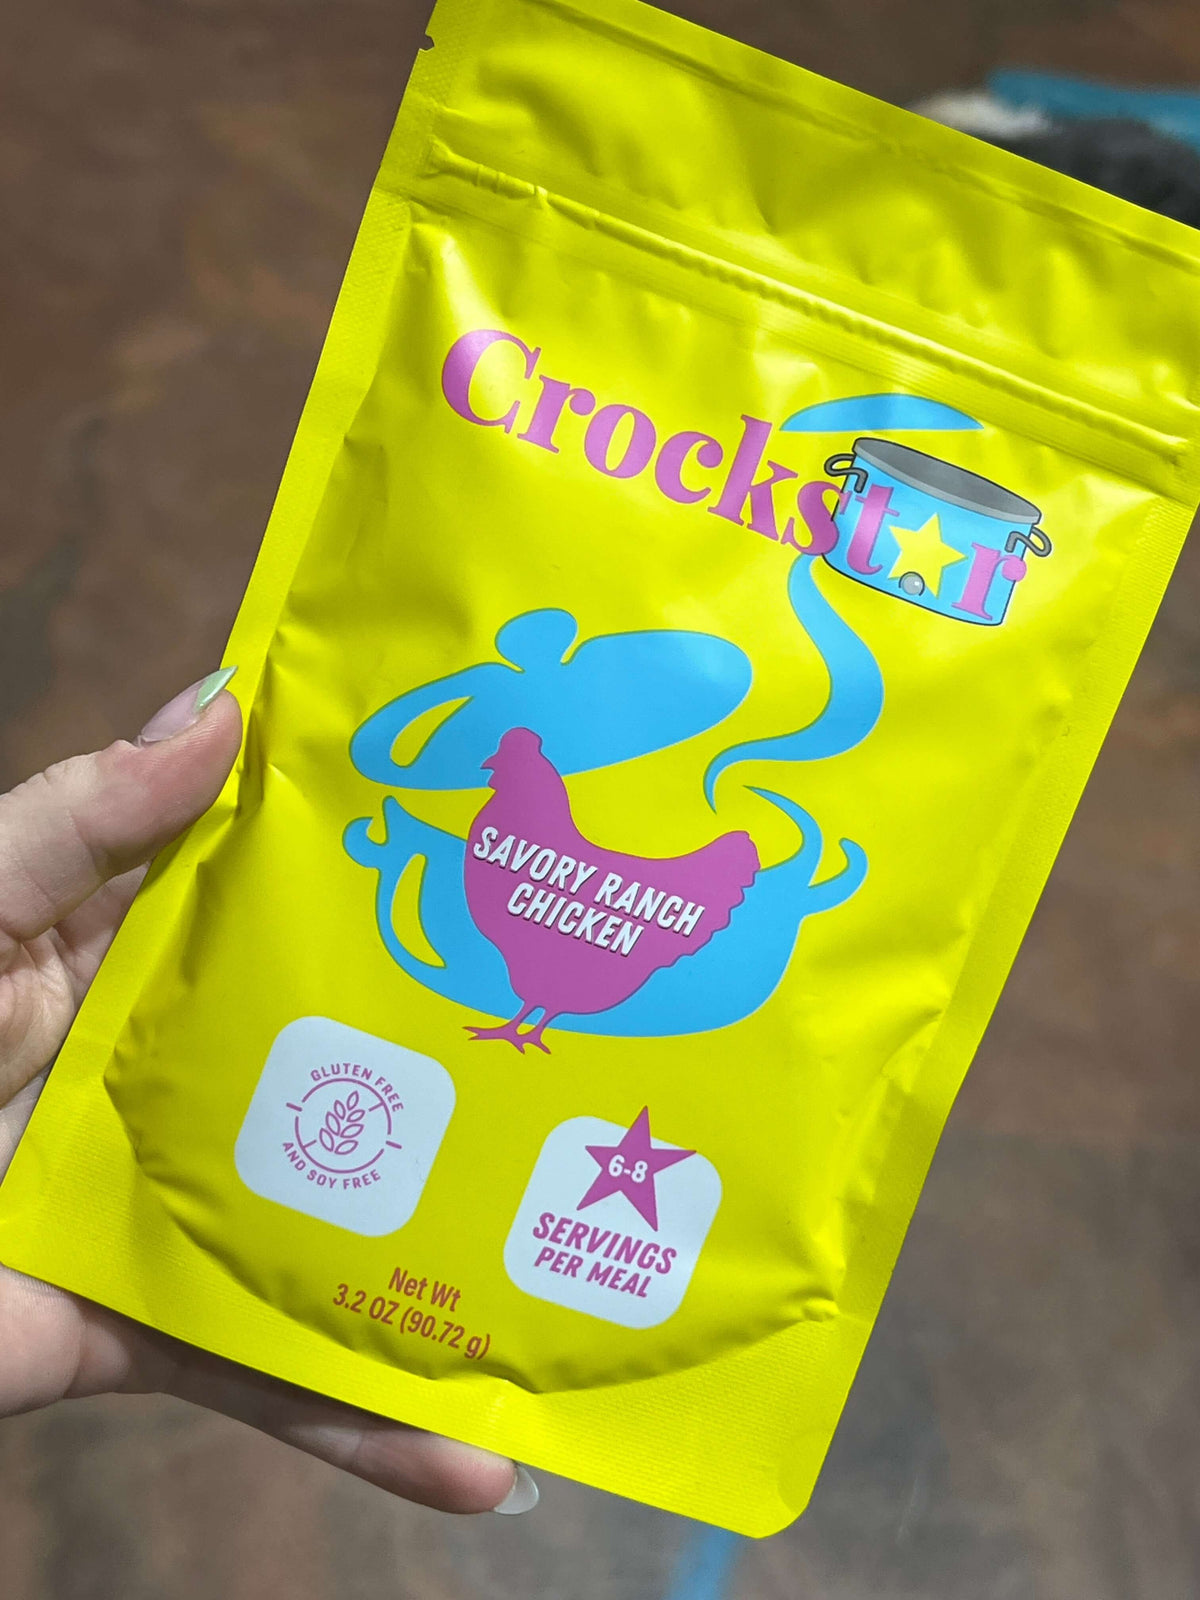 Crockstar
SAVORY RANCH
CHICKEN
GLUTEN FREE
AND SOY FREE
6-8
SERVINGS
PER MEAL
Net Wt
3.2 OZ (90.72 g)